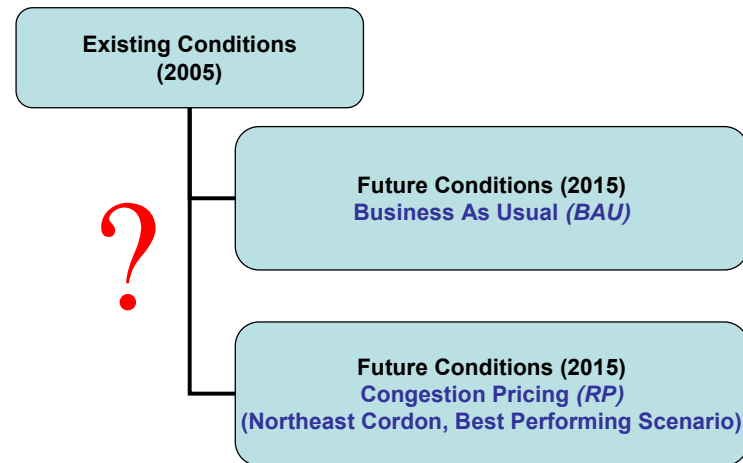 Existing Conditions
(2005)
?
Future Conditions (2015)
Business As Usual (BAU)
Future Conditions (2015)
Congestion Pricing (RP)
(Northeast Cordon, Best Performing Scenario)